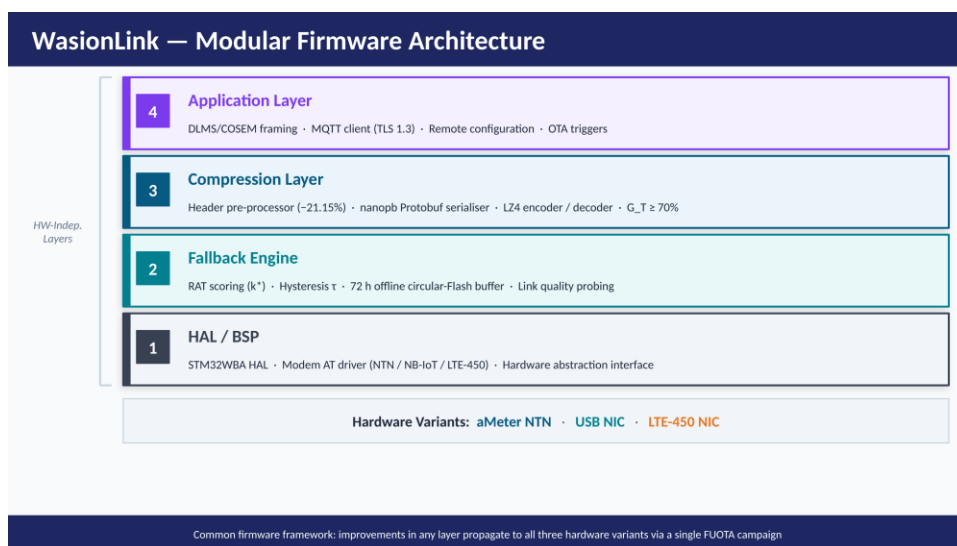 WasionLink — Modular Firmware Architecture
4
Application Layer
DLMS/COSEM framing · MQTT client (TLS 1.3) · Remote configuration · OTA triggers
3
Compression Layer
Header pre-processor (−21.15%) · nanopb Protobuf serialiser · LZ4 encoder / decoder · G_T ≥ 70%
HW-Indep.
Layers
2
Fallback Engine
RAT scoring (k*) · Hysteresis τ · 72 h offline circular-Flash buffer · Link quality probing
1
HAL / BSP
STM32WBA HAL · Modem AT driver (NTN / NB-IoT / LTE-450) · Hardware abstraction interface
Hardware Variants: aMeter NTN · USB NIC · LTE-450 NIC
Common firmware framework: improvements in any layer propagate to all three hardware variants via a single FUOTA campaign